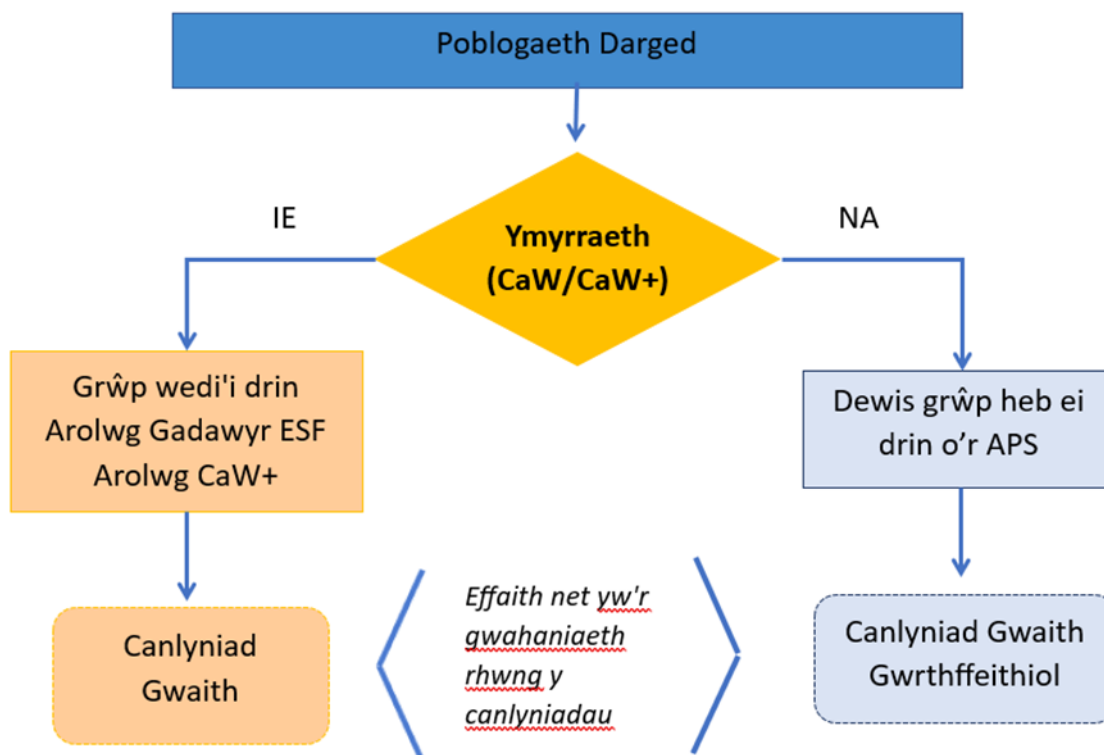 Poblogaeth Darged
IE
NA
Ymyrraeth
(CaW/CaW+)
Grŵp wedi'i drin
Arolwg Gadawyr ESF
Arolwg CaW+
Dewis grŵp heb ei
drin o’r APS
Effaith net yw'r
gwahaniaeth
rhwng y
canlyniadau
Canlyniad
Gwaith
Canlyniad Gwaith
Gwrthffeithiol